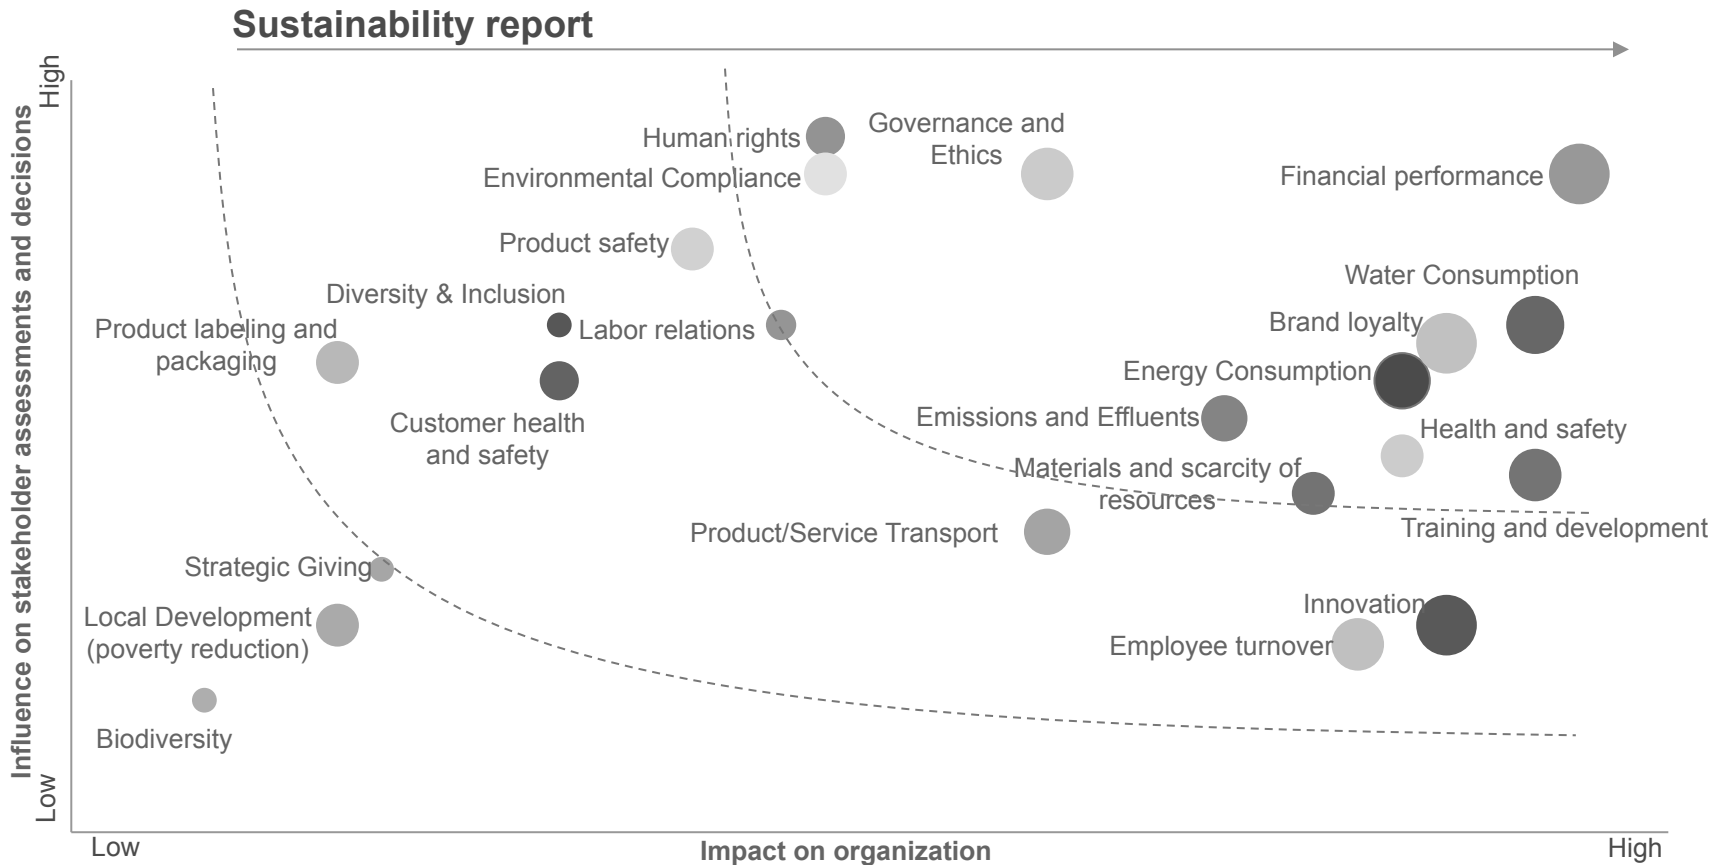 Sustainability report
High
Influence on stakeholder assessments and decisions
Low
Human rights
Governance and
Ethics
Environmental Compliance
Financial performance
Product safety
Water Consumption
Diversity & Inclusion
Brand loyalty
Labor relations
Product labeling and
packaging
Energy Consumption
Emissions and Effluents
Customer health
and safety
Health and safety
Materials and scarcity of
resources
Product/Service Transport
Training and development
Strategic Giving
Innovation
Local Development
(poverty reduction)
Employee turnover
Biodiversity
Low
Impact on organization
High